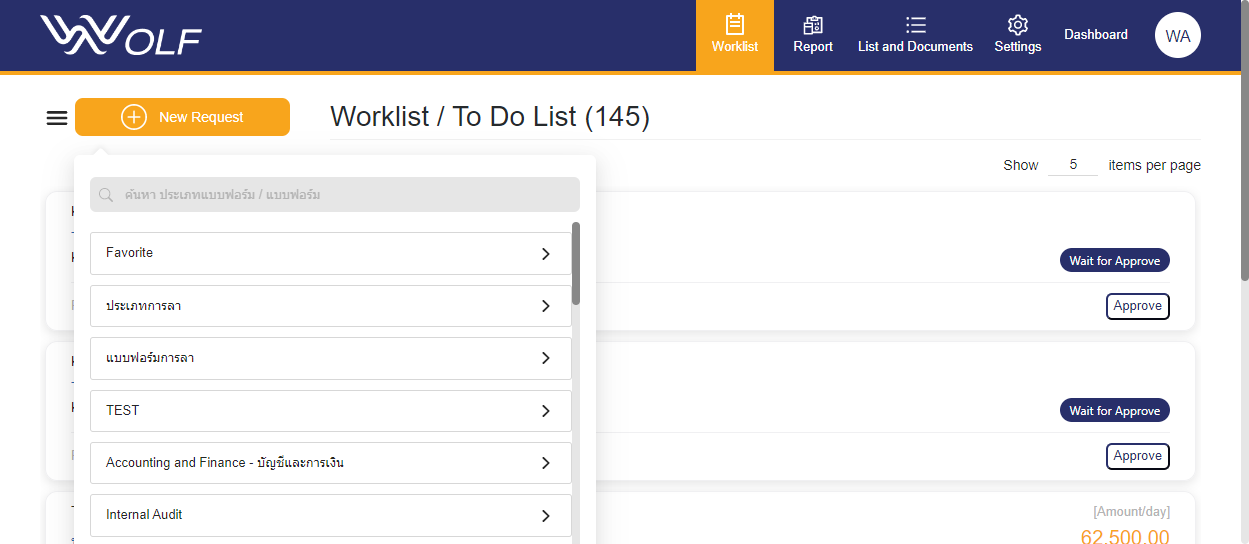 WOLF
Worklist
Report
List and Documents
Settings
Dashboard
WA
New Request
Worklist / To Do List (145)
Show 5 items per page
ค้นหา ประเภทแบบฟอร์ม / แบบฟอร์ม
Favorite
ประเภทการลา
แบบฟอร์มการลา
TEST
Accounting and Finance - บัญชีและการเงิน
Internal Audit
Wait for Approve
Approve
Wait for Approve
Approve
[Amount/day]
62,500.00